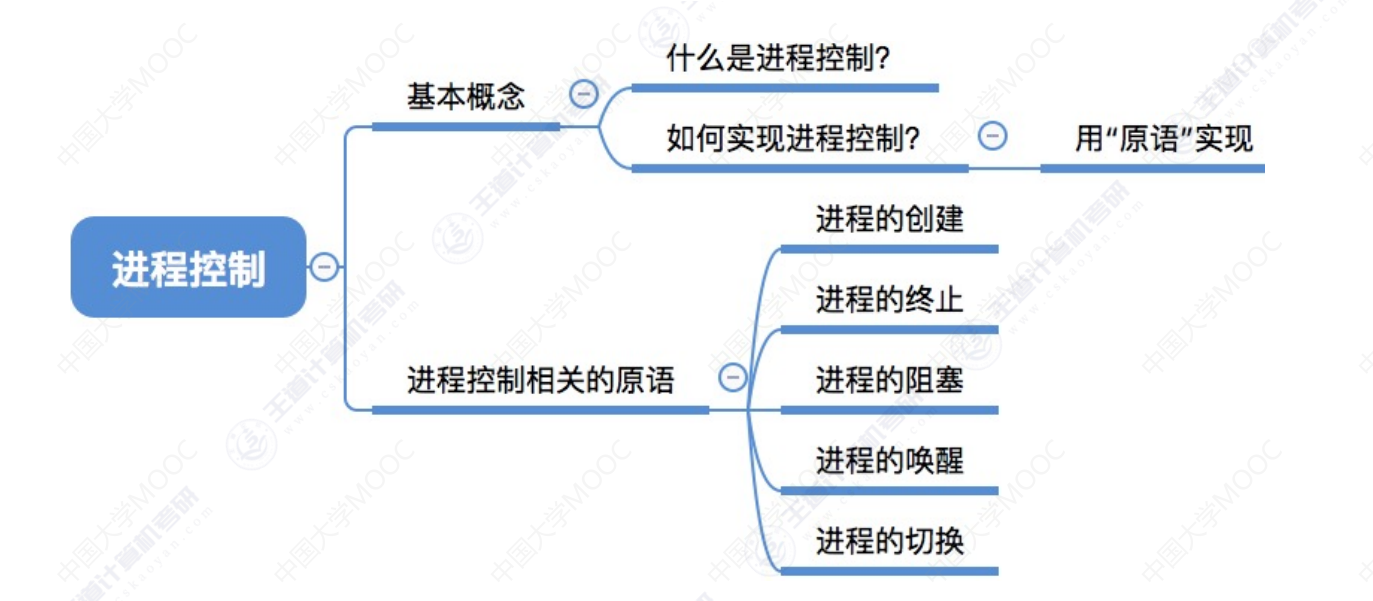 什么是进程控制?
基本概念
如何实现进程控制?
用“原语”实现
进程控制
进程的创建
进程的终止
进程控制相关的原语
进程的阻塞
进程的唤醒
进程的切换
中国大学MOOC
王道计算机考研
www.cskaoyan.com